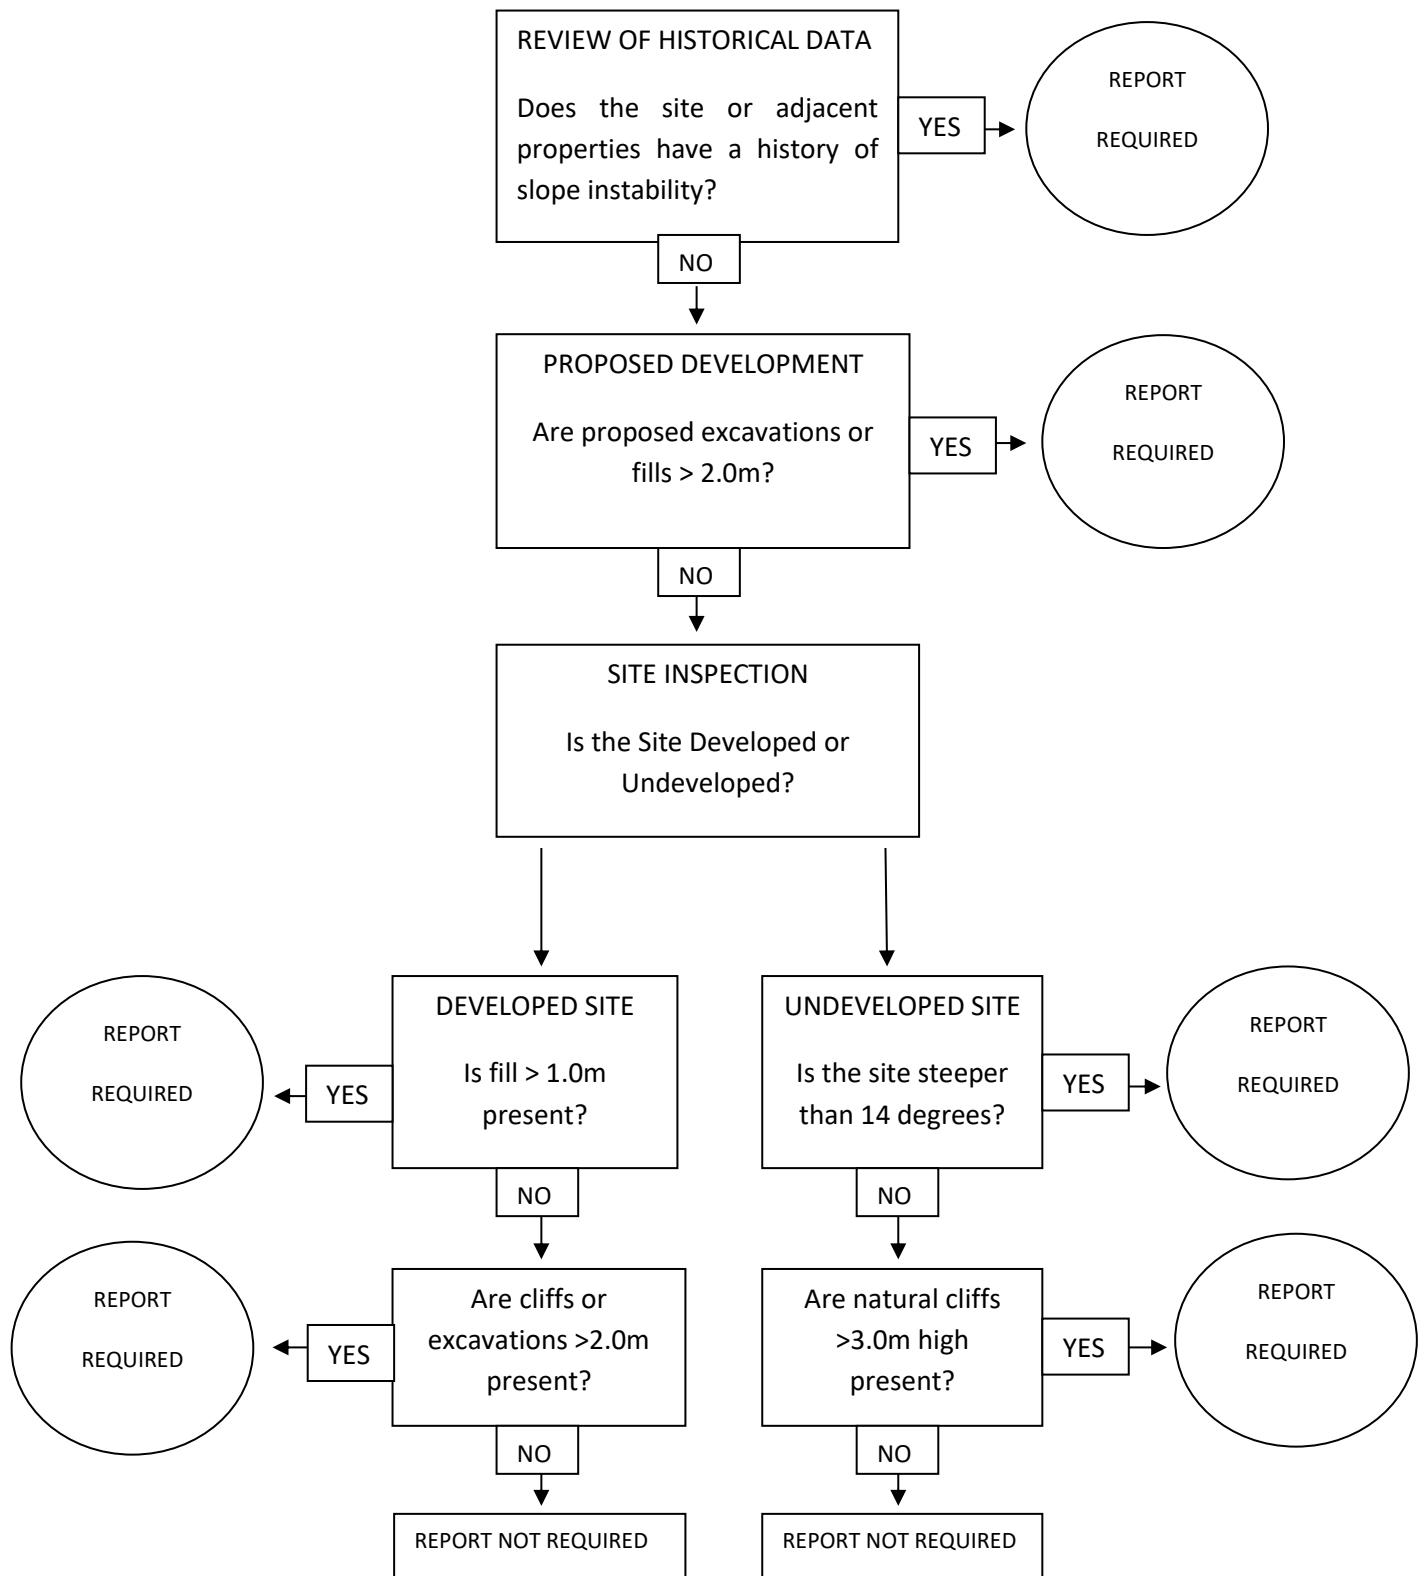 REVIEW OF HISTORICAL DATA
Does the site or adjacent
properties have a history of
slope instability?
YES
REPORT
REQUIRED
NO
PROPOSED DEVELOPMENT
Are proposed excavations or
fills > 2.0m?
YES
REPORT
REQUIRED
NO
SITE INSPECTION
Is the Site Developed or
Undeveloped?
DEVELOPED SITE
Is fill > 1.0m
present?
YES
REPORT
REQUIRED
NO
Are cliffs or
excavations >2.0m
present?
YES
REPORT
REQUIRED
NO
REPORT NOT REQUIRED
UNDEVELOPED SITE
Is the site steeper
than 14 degrees?
YES
REPORT
REQUIRED
NO
Are natural cliffs
>3.0m high
present?
YES
REPORT
REQUIRED
NO
REPORT NOT REQUIRED